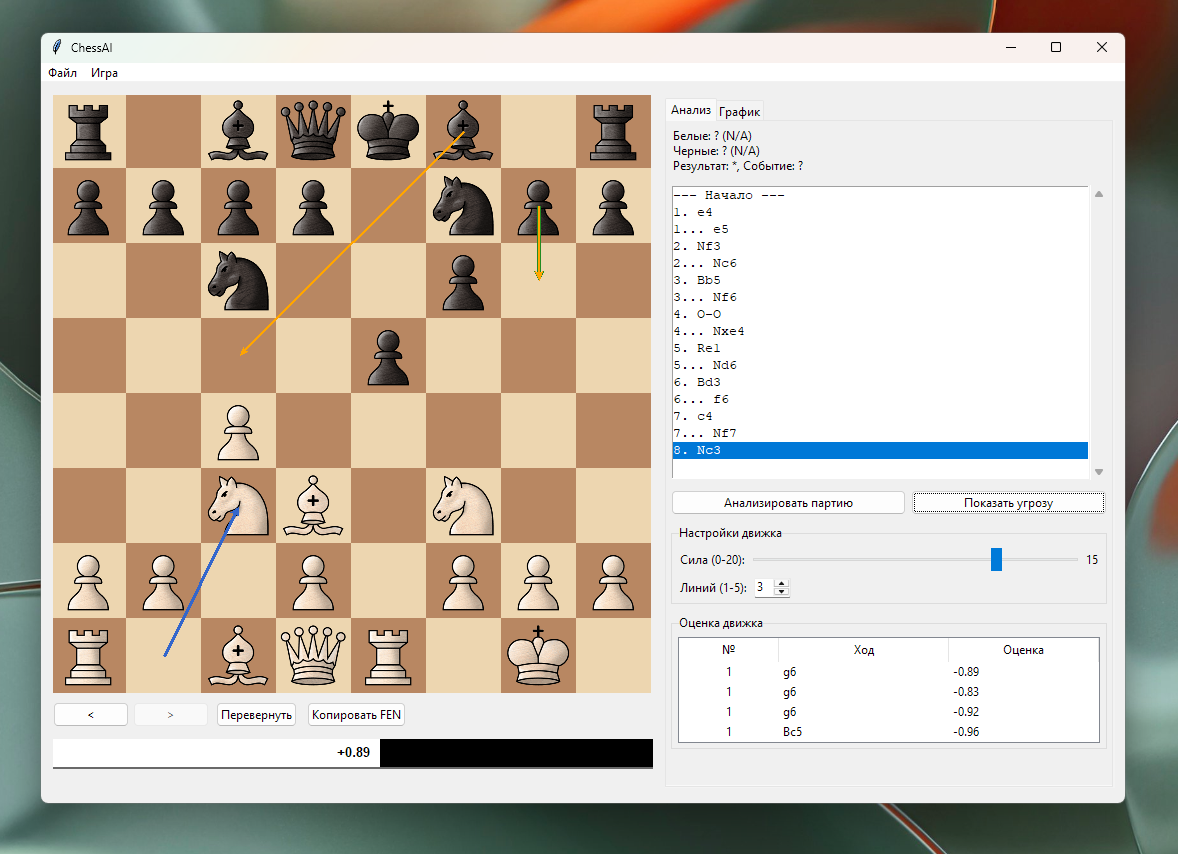 ChessAI
Файл Игра
Анализ График
Белые: ? (N/A)
Черные: ? (N/A)
Результат: *, Событие: ?
--- Начало ---
1. e4
1... e5
2. Nf3
2... Nc6
3. Bb5
3... Nf6
4. O-O
4... Nxe4
5. Re1
5... Nd6
6. Bd3
6... f6
7. c4
7... Nf7
8. Nc3
Анализировать партию Показать угрозу
Настройки движка
Сила (0-20): 15
Линий (1-5): 3
Оценка движка
№ Ход Оценка
1 g6 -0.89
1 g6 -0.83
1 g6 -0.92
1 Bc5 -0.96
< > Перевернуть Копировать FEN
+0.89